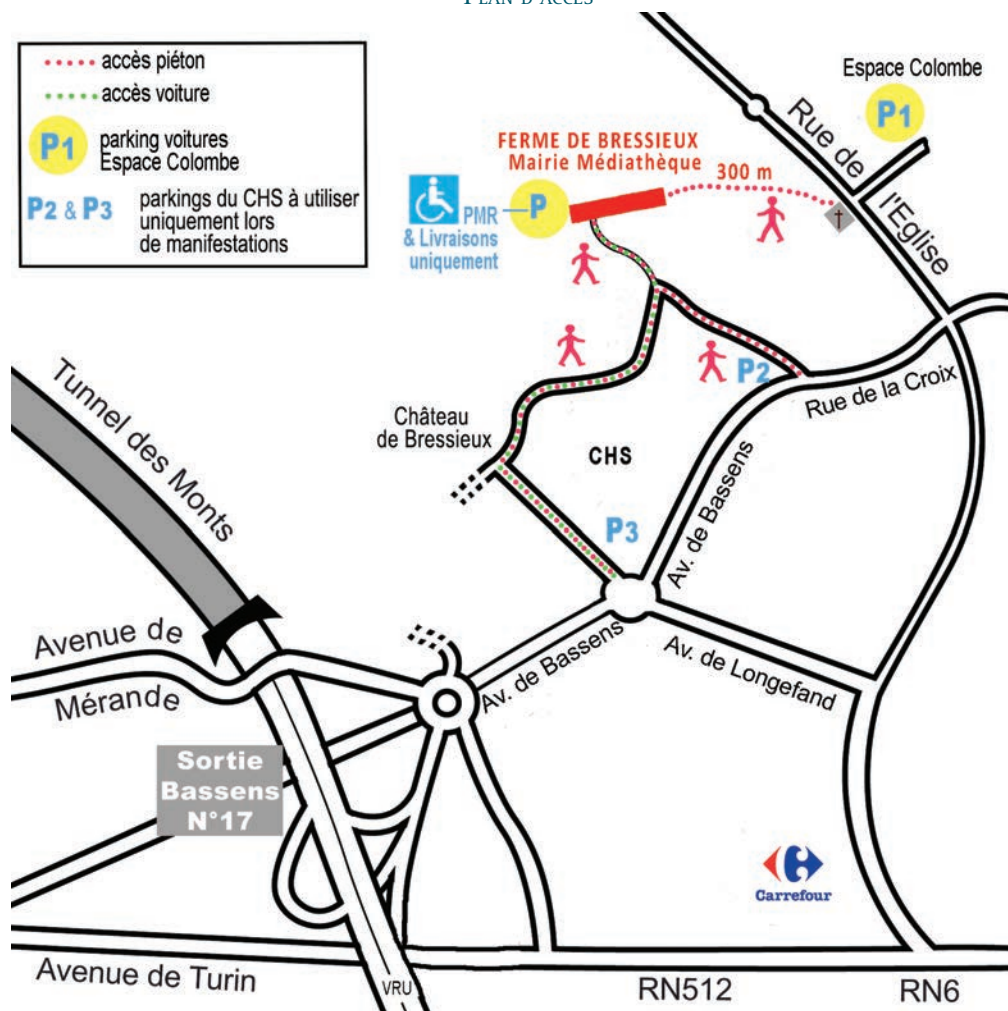 PLAN D'ACCÈS
accès piéton
accès voiture
P1
parking voitures
Espace Colombe
P2 & P3
parkings du CHS à utiliser
uniquement lors
de manifestations
Espace Colombe
P1
Rue de
l'Eglise
FERME DE BRESSIEUX
Mairie Médiathèque
300 m
P
PMR
& Livraisons
uniquement
P2
Rue de la Croix
Château
de Bressieux
CHS
P3
Av. de Bassens
Tunnel des Monts
Avenue de
Mérande
Av. de Bassens
Av. de Longefand
Sortie
Bassens
N°17
Carrefour
Avenue de Turin
VRU
RN512
RN6